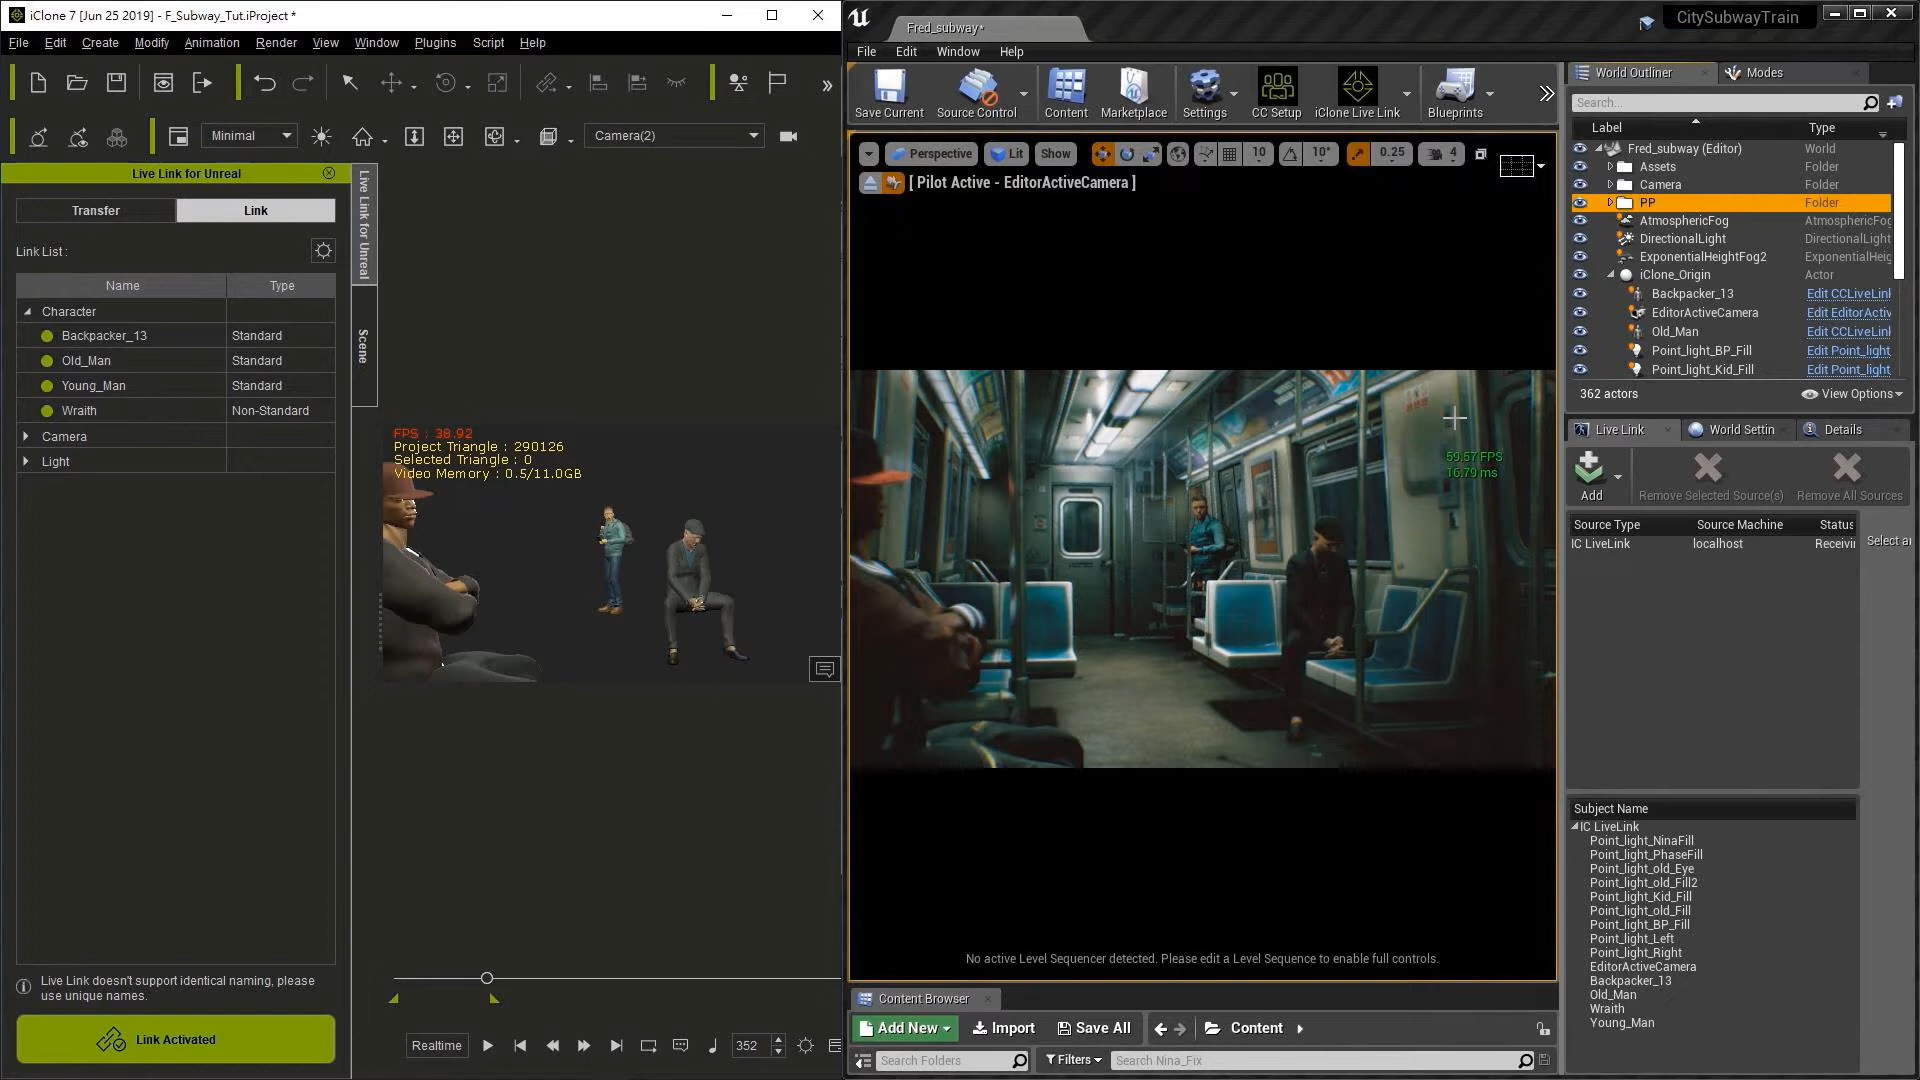 iClone 7 [Jun 25 2019] - F_Subway_Tut.iProject *
File Edit Create Modify Animation Render View Window Plugins Script Help
Minimal
Camera(2)
Live Link for Unreal
Transfer
Link
Link List :
Name Type
Character
Backpacker_13 Standard
Old_Man Standard
Young_Man Standard
Wraith Non-Standard
Camera
Light
Live Link doesn't support identical naming, please
use unique names.
Link Activated
Live Link for Unreal
Scene
FPS : 38.92
Project Triangle : 290126
Selected Triangle : 0
Video Memory : 0.5/11.0GB
Realtime
352
Fred_subway*
CitySubwayTrain
File Edit Window Help
Save Current
Source Control
Content
Marketplace
Settings
CC Setup
iClone Live Link
Blueprints
Perspective
Lit
Show
10
10°
0.25
4
[ Pilot Active - EditorActiveCamera ]
59.57 FPS
16.79 ms
No active Level Sequencer detected. Please edit a Level Sequence to enable full controls.
Content Browser
Add New
Import
Save All
Content
Search Folders
Filters
Search Nina_Fix
World Outliner
Modes
Search...
Label Type
Fred_subway (Editor) World
Assets Folder
Camera Folder
PP Folder
AtmosphericFog AtmosphericFog
DirectionalLight DirectionalLight
ExponentialHeightFog2 ExponentialHeig
iClone_Origin Actor
Backpacker_13 Edit CCLiveLink
EditorActiveCamera Edit EditorActiv
Old_Man Edit CCLiveLink
Point_light_BP_Fill Edit Point_light
Point_light_Kid_Fill Edit Point_light
362 actors
View Options
Live Link
World Settin
Details
Add
Remove Selected Source(s)
Remove All Sources
Source Type Source Machine Status
IC LiveLink localhost Receivin
Select a
Subject Name
IC LiveLink
Point_light_NinaFill
Point_light_PhaseFill
Point_light_old_Eye
Point_light_old_Fill2
Point_light_Kid_Fill
Point_light_old_Fill
Point_light_BP_Fill
Point_light_Left
Point_light_Right
EditorActiveCamera
Backpacker_13
Old_Man
Wraith
Young_Man